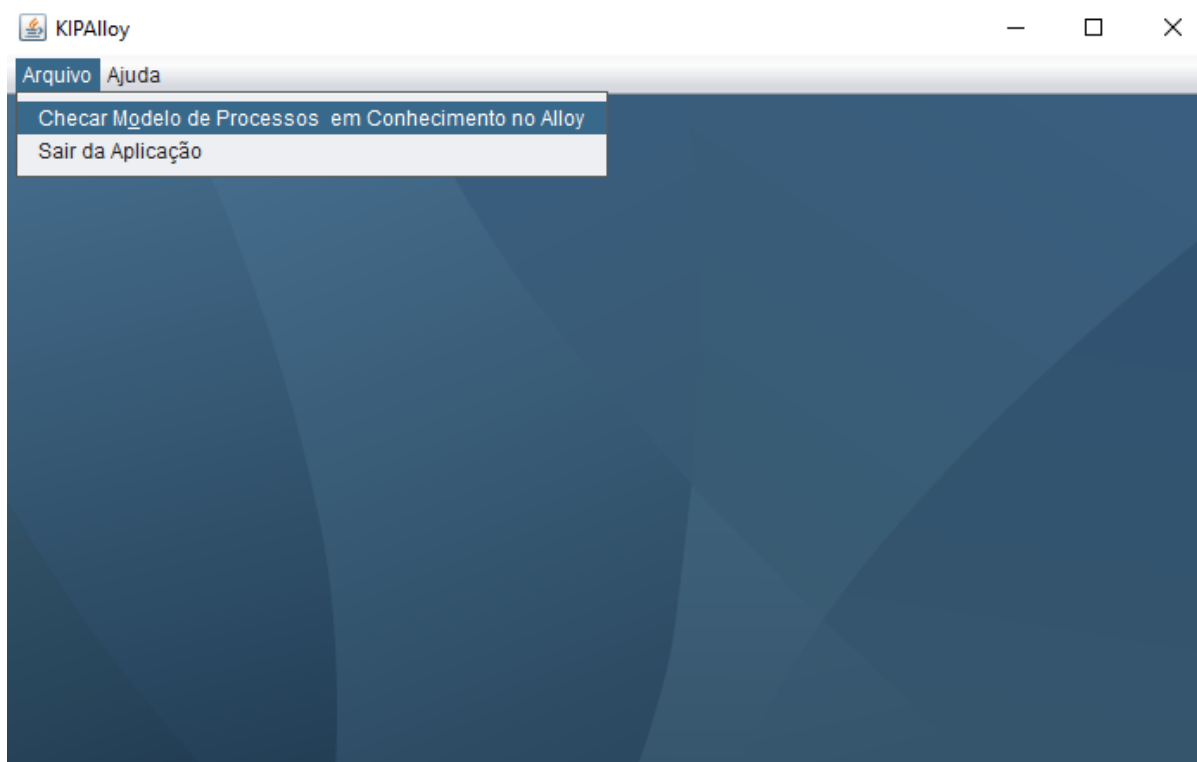 KIPAlloy
Arquivo Ajuda
Checar Modelo de Processos  em Conhecimento no Alloy
Sair da Aplicação